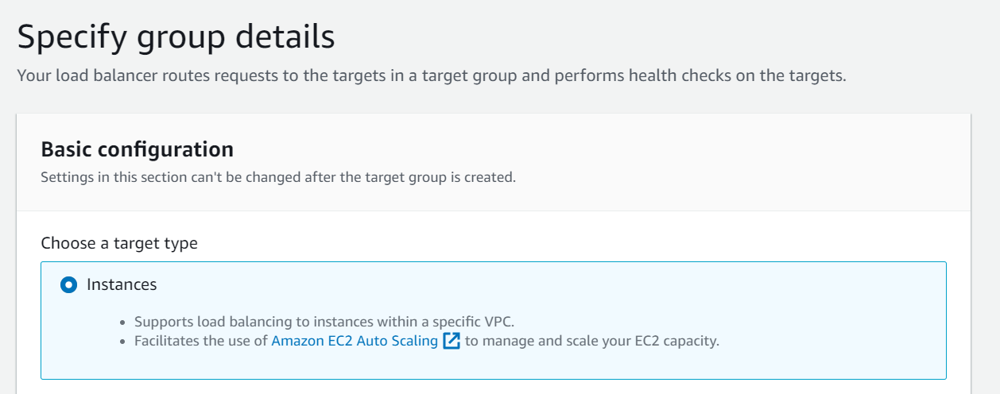 Specify group details
Your load balancer routes requests to the targets in a target group and performs health checks on the targets.
Basic configuration
Settings in this section can't be changed after the target group is created.
Choose a target type
Instances
• Supports load balancing to instances within a specific VPC.
• Facilitates the use of Amazon EC2 Auto Scaling to manage and scale your EC2 capacity.